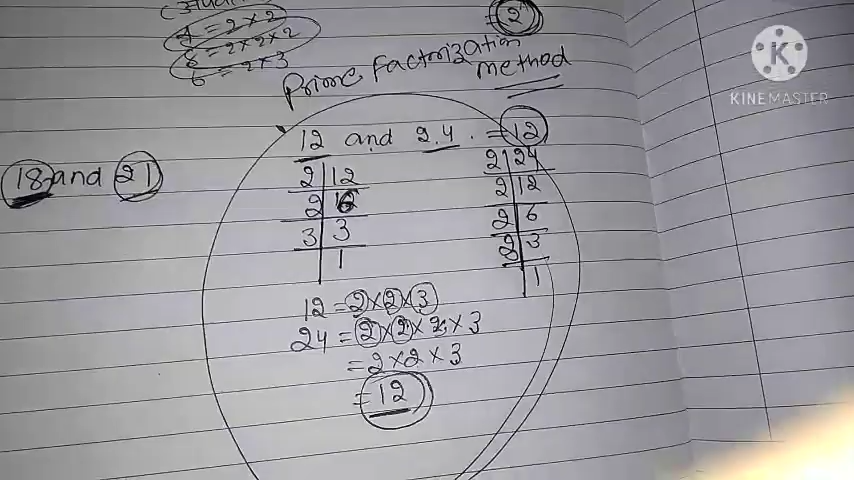 4 = 2 × 2
8 = 2 × 2 × 2
6 = 2 × 3
= 2
Prime Factorization
method
KINEMASTER
12 and 24 = 12
18 and 21
2 | 12
2 | 6
3 | 3
1
2 | 24
2 | 12
2 | 6
3 | 3
1
12 = 2 × 2 × 3
24 = 2 × 2 × 2 × 3
= 2 × 2 × 3
= 12